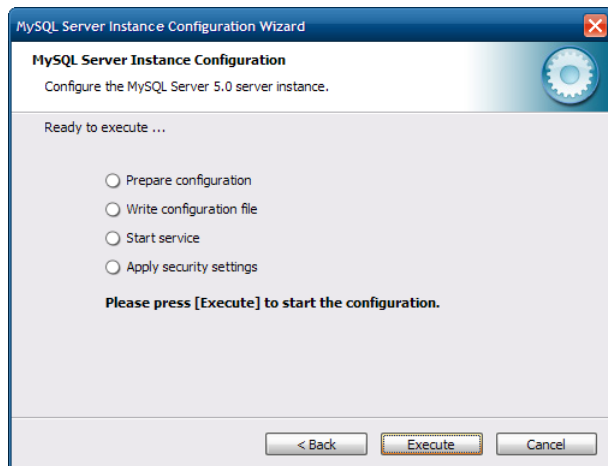 MySQL Server Instance Configuration Wizard
MySQL Server Instance Configuration
Configure the MySQL Server 5.0 server instance.
Ready to execute ...
Prepare configuration
Write configuration file
Start service
Apply security settings
Please press [Execute] to start the configuration.
< Back Execute Cancel